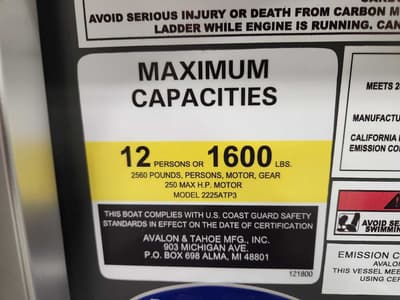 AVOID SERIOUS INJURY OR DEATH FROM CARBON M
LADDER WHILE ENGINE IS RUNNING. CAN
MAXIMUM
CAPACITIES
12 PERSONS OR 1600 LBS.
2560 POUNDS, PERSONS, MOTOR, GEAR
250 MAX H.P. MOTOR
MODEL 2225ATP3
THIS BOAT COMPLIES WITH U.S. COAST GUARD SAFETY
STANDARDS IN EFFECT ON THE DATE OF CERTIFICATION
AVALON & TAHOE MFG., INC.
903 MICHIGAN AVE.
P.O. BOX 698 ALMA, MI 48801
121800
MEETS 2
MANUFACTU
CALIFORNIA
EMISSION CO
AVOID SE
SWIMMIN
EMISSION C
AVALO
THIS VESSEL MEE
USING CER